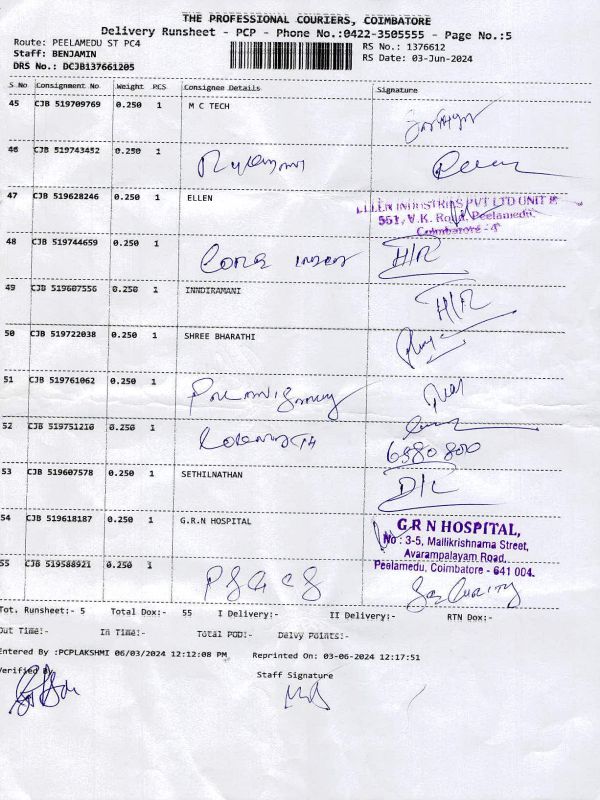 THE PROFESSIONAL COURIERS, COIMBATORE
Delivery Runsheet - PCP - Phone No.:0422-3505555 - Page No.:5
Route: PEELAMEDU ST PC4
RS No.: 1376612
Staff: BENJAMIN
RS Date: 03-Jun-2024
DRS No.: DCJB137661205
S No Consignment No Weight PCS Consignee Details Signature
45 CJB 519709769 0.250 1 M C TECH
46 CJB 519743452 0.250 1
47 CJB 519628246 0.250 1 ELLEN
ELLEN INDUSTRIES PVT LTD UNIT
551, V.K. Road, Peelamedu,
Coimbatore - 4
48 CJB 519744659 0.250 1 H/R
49 CJB 519607556 0.250 1 INNDIRAMANI H/R
50 CJB 519722038 0.250 1 SHREE BHARATHI
51 CJB 519761062 0.250 1
52 CJB 519751210 0.250 1
6380800
53 CJB 519607578 0.250 1 SETHILNATHAN D/L
54 CJB 519618187 0.250 1 G.R.N HOSPITAL
G R N HOSPITAL,
No : 3-5, Mallikrishnama Street,
Avarampalayam Road,
Peelamedu, Coimbatore - 641 004.
55 CJB 519588921 0.250 1 Security
Tot. Runsheet:- 5 Total Dox:- 55 I Delivery:- II Delivery:- RTN Dox:-
Out Time:- In Time:- Total POD:- Delvy Points:-
Entered By :PCPLAKSHMI 06/03/2024 12:12:08 PM Reprinted On: 03-06-2024 12:17:51
Verified By
Staff Signature